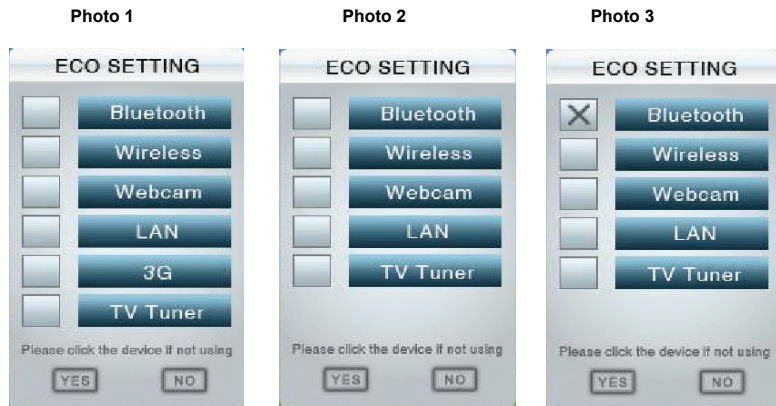 Photo 1
Photo 2
Photo 3
ECO SETTING
Bluetooth
Wireless
Webcam
LAN
3G
TV Tuner
Please click the device if not using
YES NO
ECO SETTING
Bluetooth
Wireless
Webcam
LAN
TV Tuner
Please click the device if not using
YES NO
ECO SETTING
Bluetooth
Wireless
Webcam
LAN
TV Tuner
Please click the device if not using
YES NO